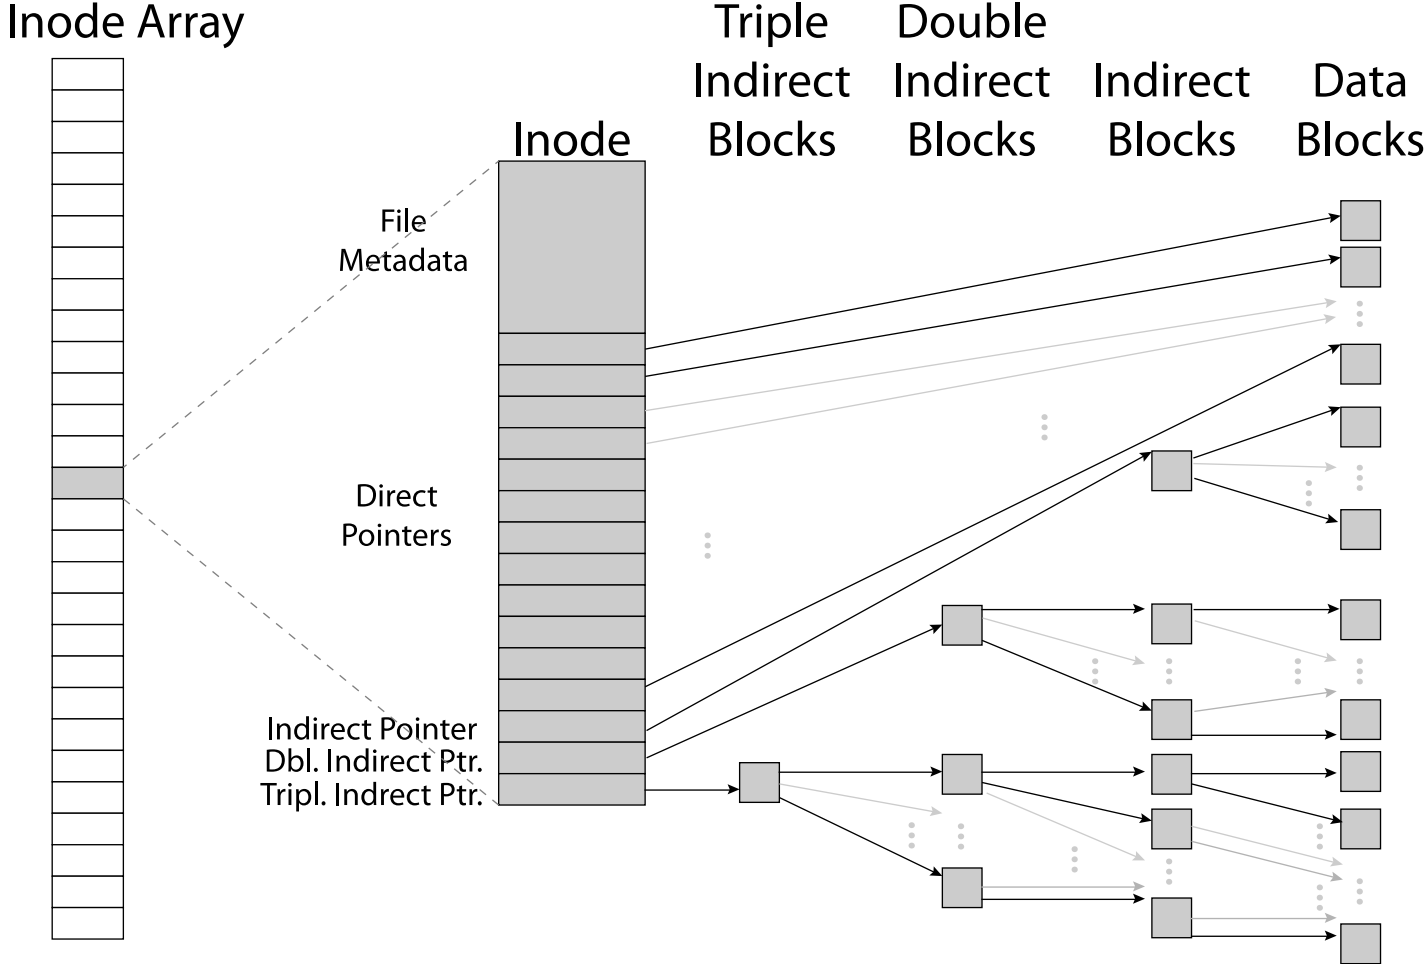 Inode Array
Triple
Indirect
Blocks
Double
Indirect
Blocks
Indirect
Blocks
Data
Blocks
Inode
File
Metadata
Direct
Pointers
Indirect Pointer
Dbl. Indirect Ptr.
Tripl. Indrect Ptr.